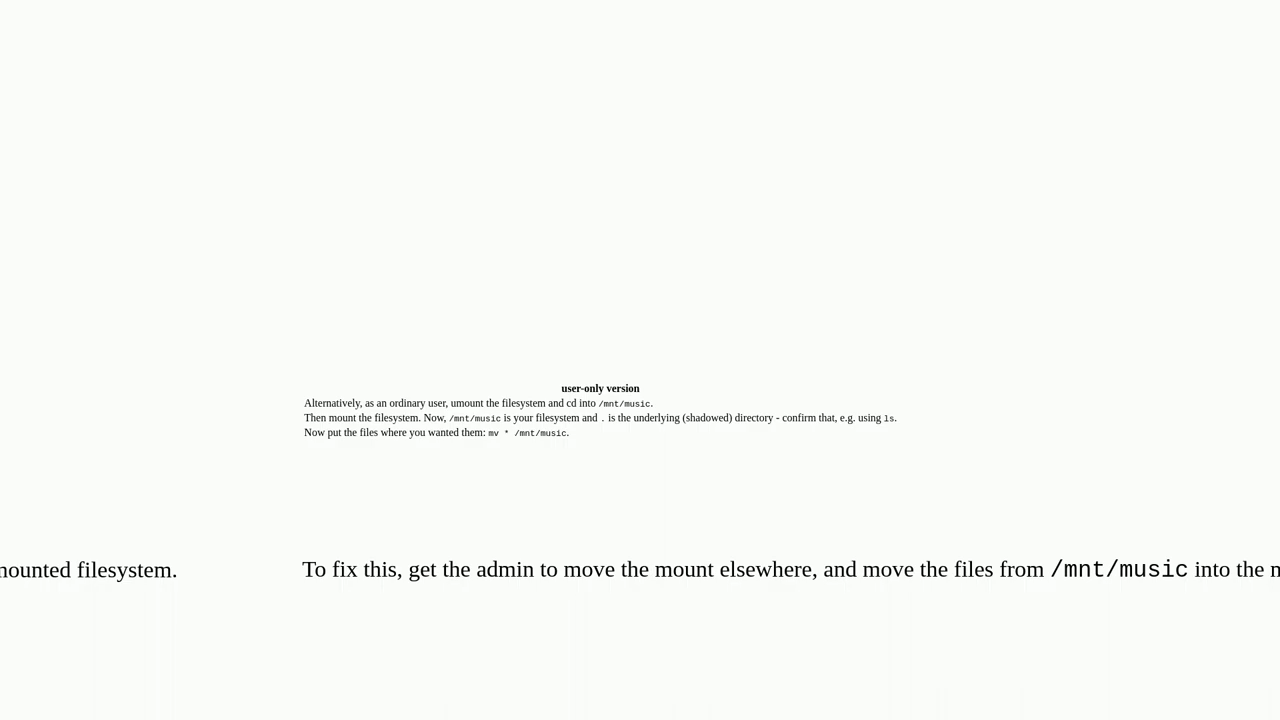 user-only version
Alternatively, as an ordinary user, umount the filesystem and cd into /mnt/music.
Then mount the filesystem. Now, /mnt/music is your filesystem and . is the underlying (shadowed) directory - confirm that, e.g. using ls.
Now put the files where you wanted them: mv * /mnt/music.
filesystem.
To fix this, get the admin to move the mount elsewhere, and move the files from /mnt/music into the